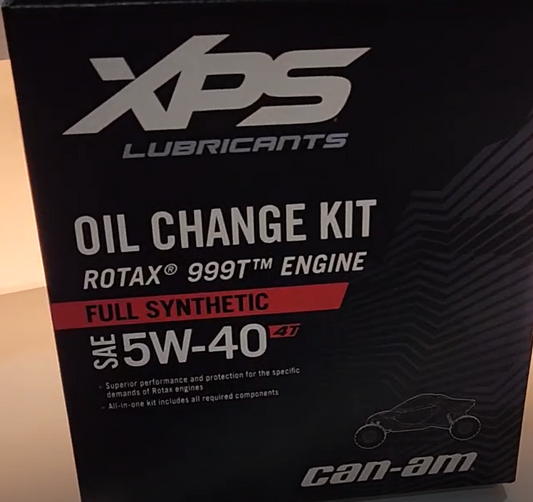 XPS
LUBRICANTS
OIL CHANGE KIT
ROTAX® 999T™ ENGINE
FULL SYNTHETIC
SAE 5W-40 4T
- Superior performance and protection for the specific
demands of Rotax engines
- All-in-one kit includes all required components
can-am